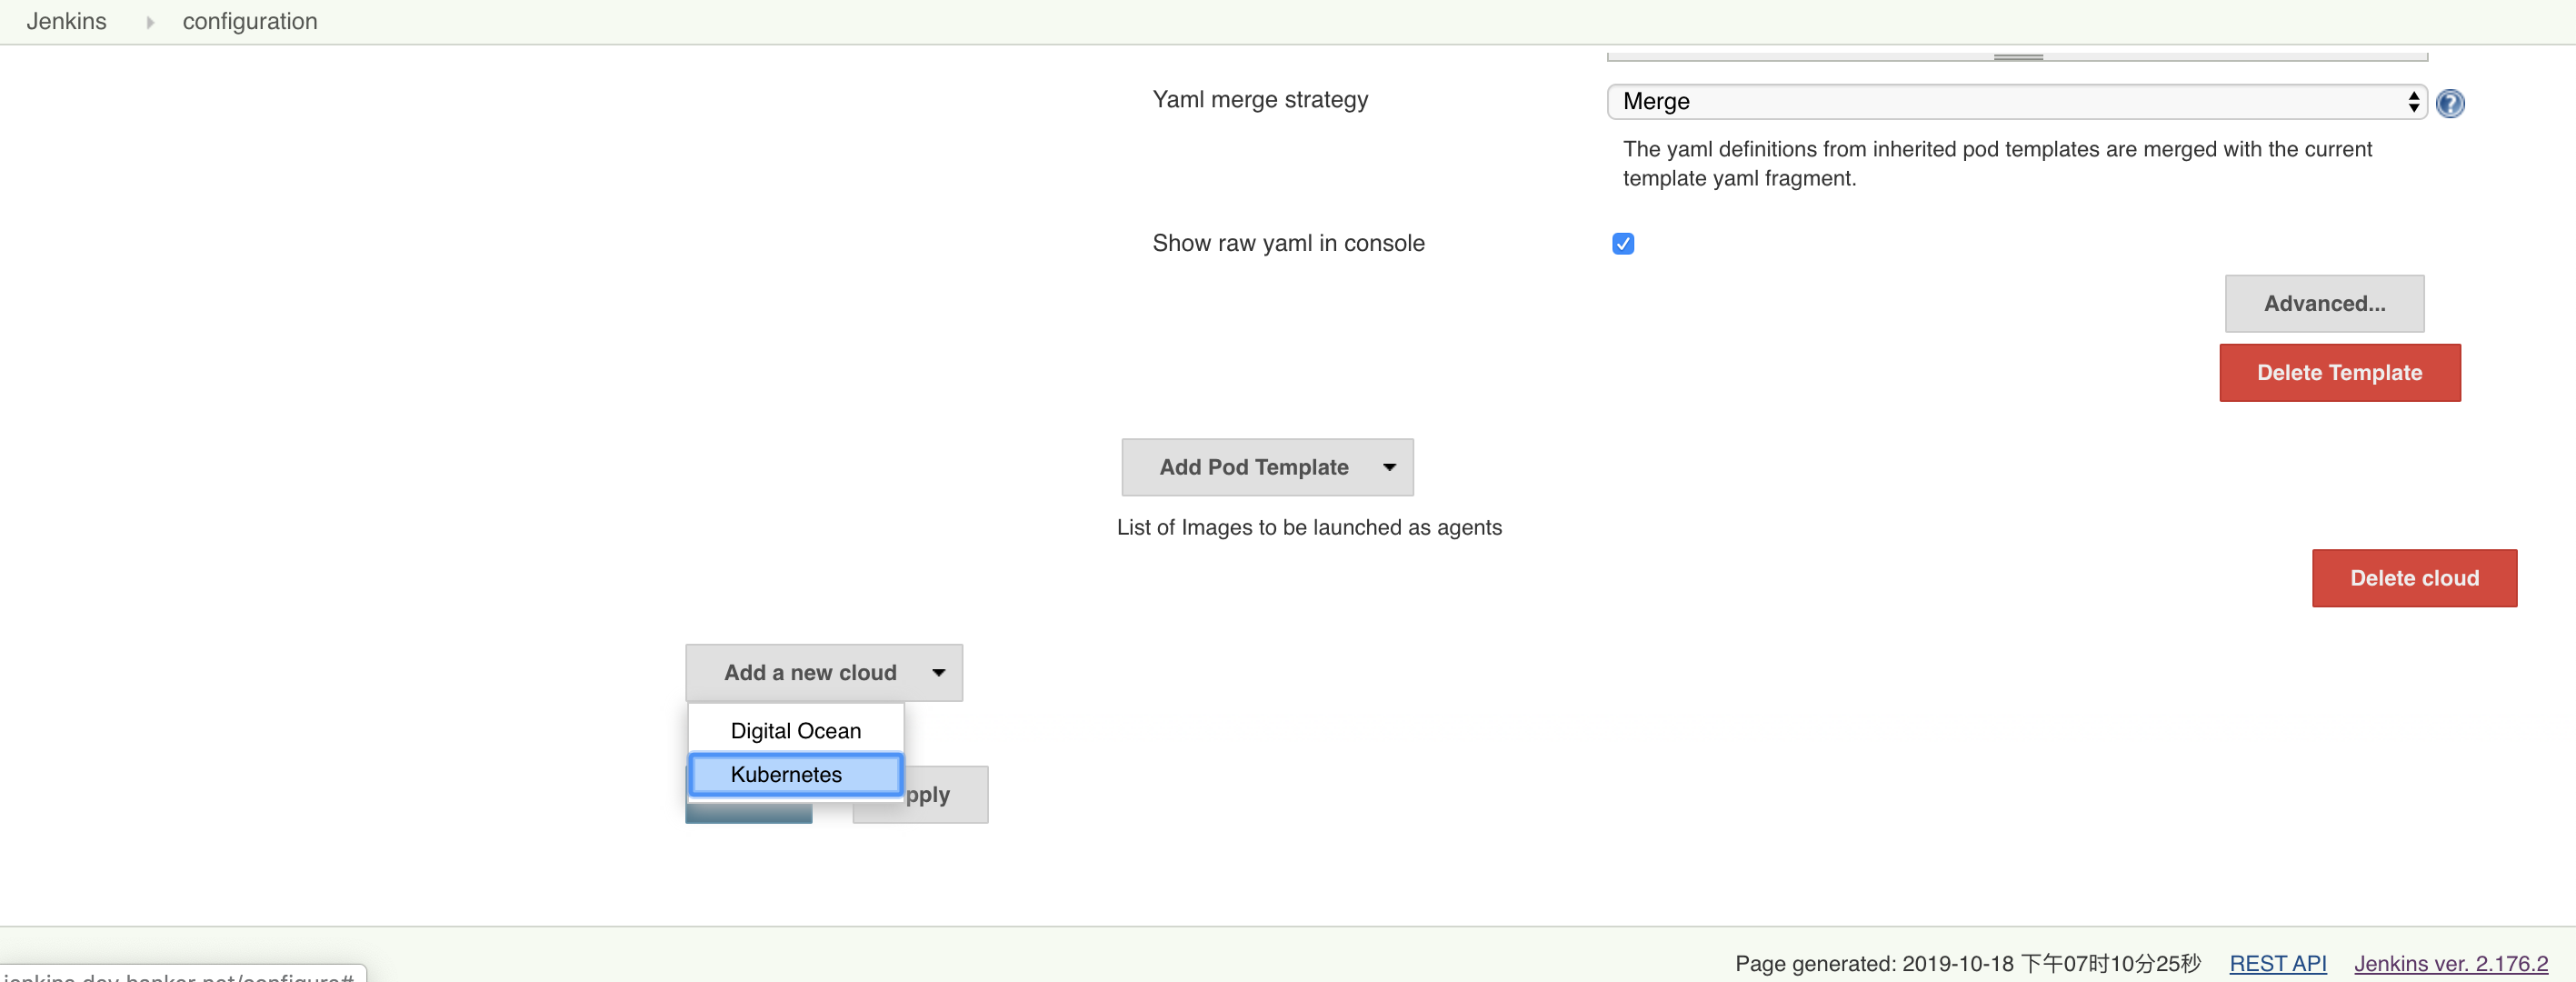 Jenkins
configuration
Yaml merge strategy
Merge
The yaml definitions from inherited pod templates are merged with the current
template yaml fragment.
Show raw yaml in console
Advanced...
Delete Template
Add Pod Template
List of Images to be launched as agents
Delete cloud
Add a new cloud
Digital Ocean
Kubernetes
pply
Page generated: 2019-10-18 下午07时10分25秒 REST API Jenkins ver. 2.176.2